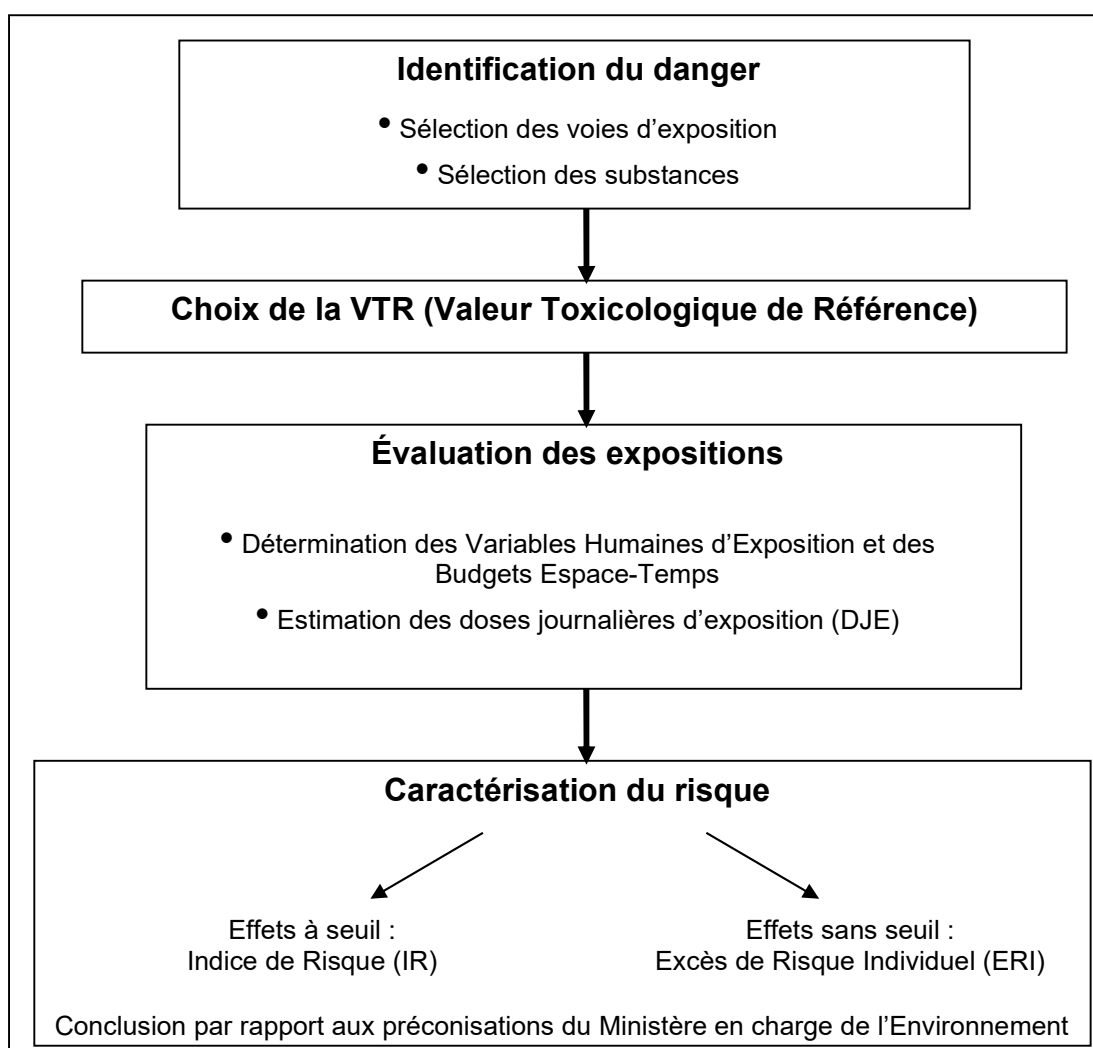 Identification du danger
• Sélection des voies d’exposition
• Sélection des substances
Choix de la VTR (Valeur Toxicologique de Référence)
Évaluation des expositions
• Détermination des Variables Humaines d’Exposition et des
Budgets Espace-Temps
• Estimation des doses journalières d’exposition (DJE)
Caractérisation du risque
Effets à seuil :
Indice de Risque (IR)
Effets sans seuil :
Excès de Risque Individuel (ERI)
Conclusion par rapport aux préconisations du Ministère en charge de l’Environnement